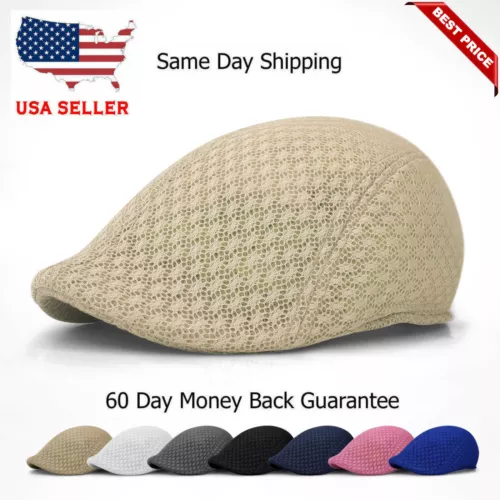 Same Day Shipping
BEST PRICE
USA SELLER
60 Day Money Back Guarantee